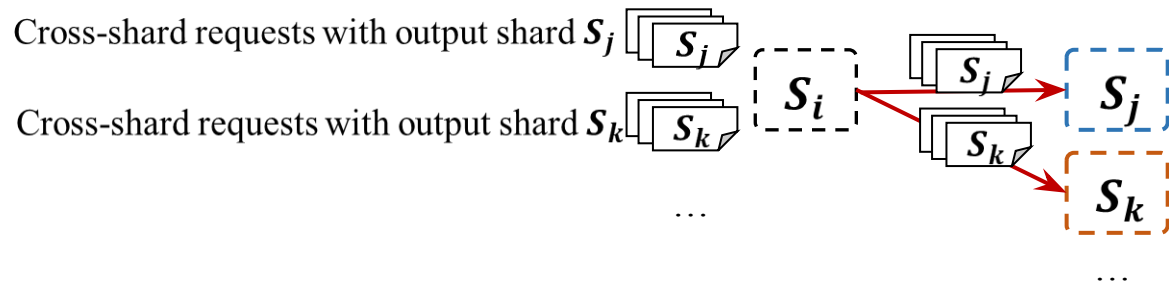 Cross-shard requests with output shard S_j
S_j
S_i
S_j
S_j
Cross-shard requests with output shard S_k
S_k
S_k
S_k
...
...